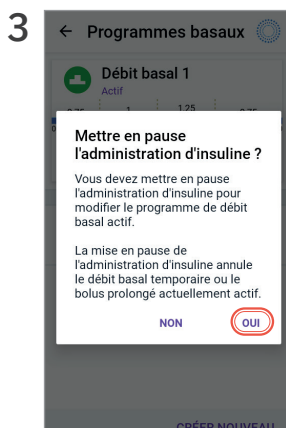 3
← Programmes basaux
Débit basal 1
Actif
0.75 1 1.25 0.75
Mettre en pause
l'administration d'insuline ?
Vous devez mettre en pause
l'administration d'insuline pour
modifier le programme de débit
basal actif.
La mise en pause de
l'administration d'insuline annule
le débit basal temporaire ou le
bolus prolongé actuellement actif.
NON OUI
CRÉER NOUVEAU